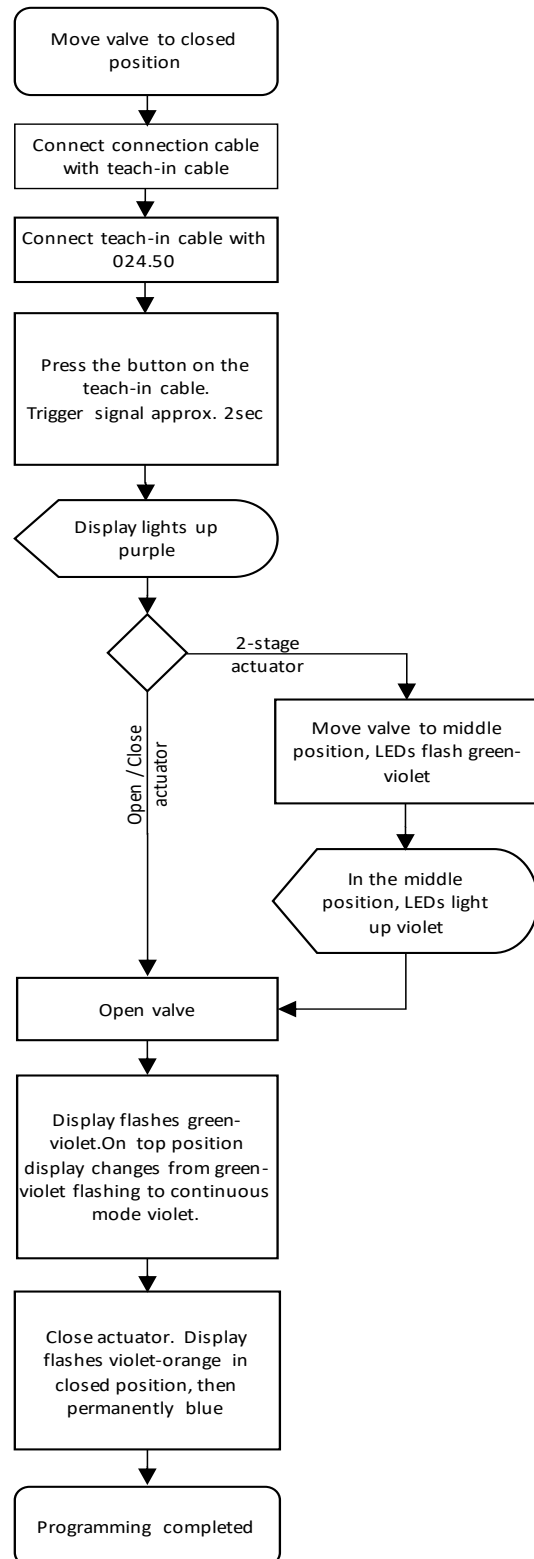 Move valve to closed
position
Connect connection cable
with teach-in cable
Connect teach-in cable with
024.50
Press the button on the
teach-in cable.
Trigger signal approx. 2sec
Display lights up
purple
2-stage
actuator
Open / Close
actuator
Move valve to middle
position, LEDs flash green-
violet
In the middle
position, LEDs light
up violet
Open valve
Display flashes green-
violet.On top position
display changes from green-
violet flashing to continuous
mode violet.
Close actuator. Display
flashes violet-orange in
closed position, then
permanently blue
Programming completed